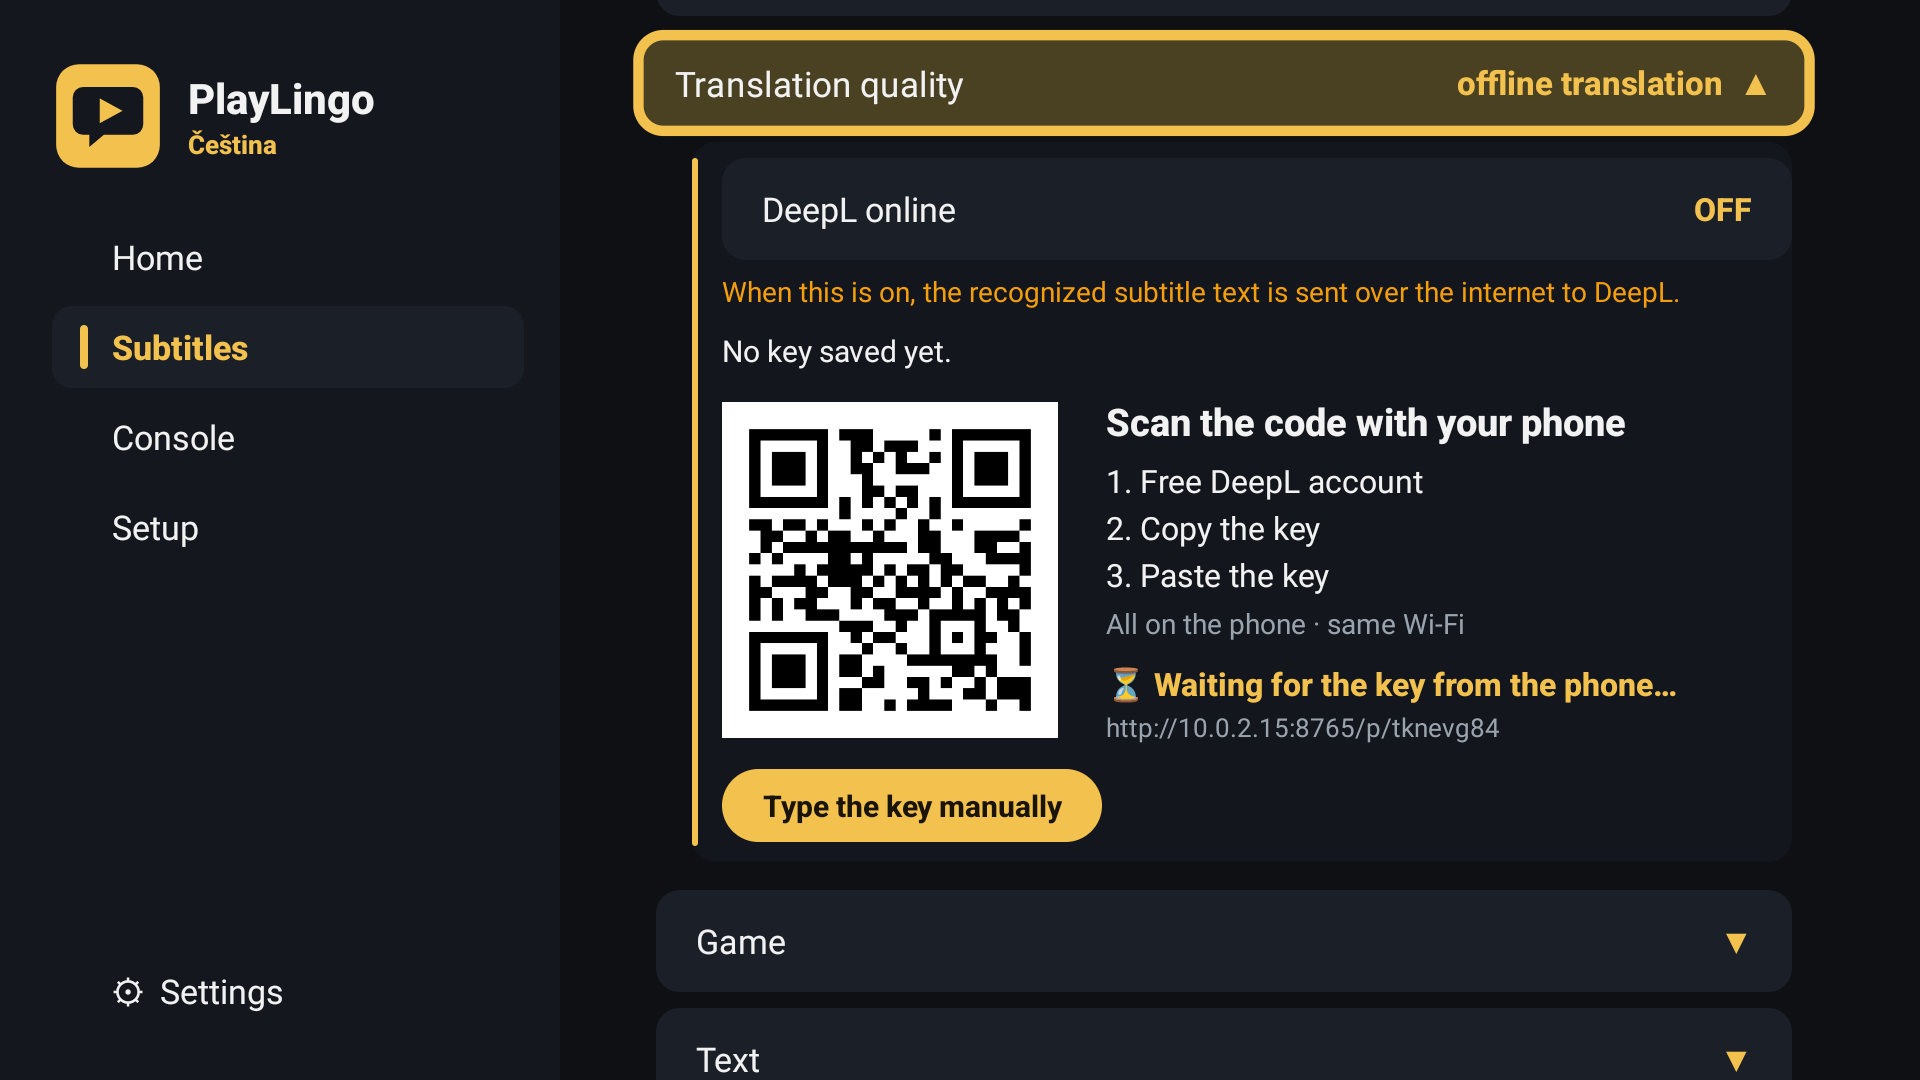 PlayLingo
Čeština
Home
Subtitles
Console
Setup
Settings
Translation quality
offline translation
DeepL online
OFF
When this is on, the recognized subtitle text is sent over the internet to DeepL.
No key saved yet.
Scan the code with your phone
1. Free DeepL account
2. Copy the key
3. Paste the key
All on the phone · same Wi-Fi
⏳ Waiting for the key from the phone…
http://10.0.2.15:8765/p/tknevg84
Type the key manually
Game
Text